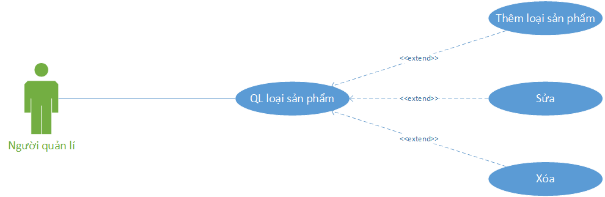 Thêm loại sản phẩm
<<extend>>
QL loại sản phẩm
<<extend>>
Sửa
<<extend>>
Người quản lí
Xóa